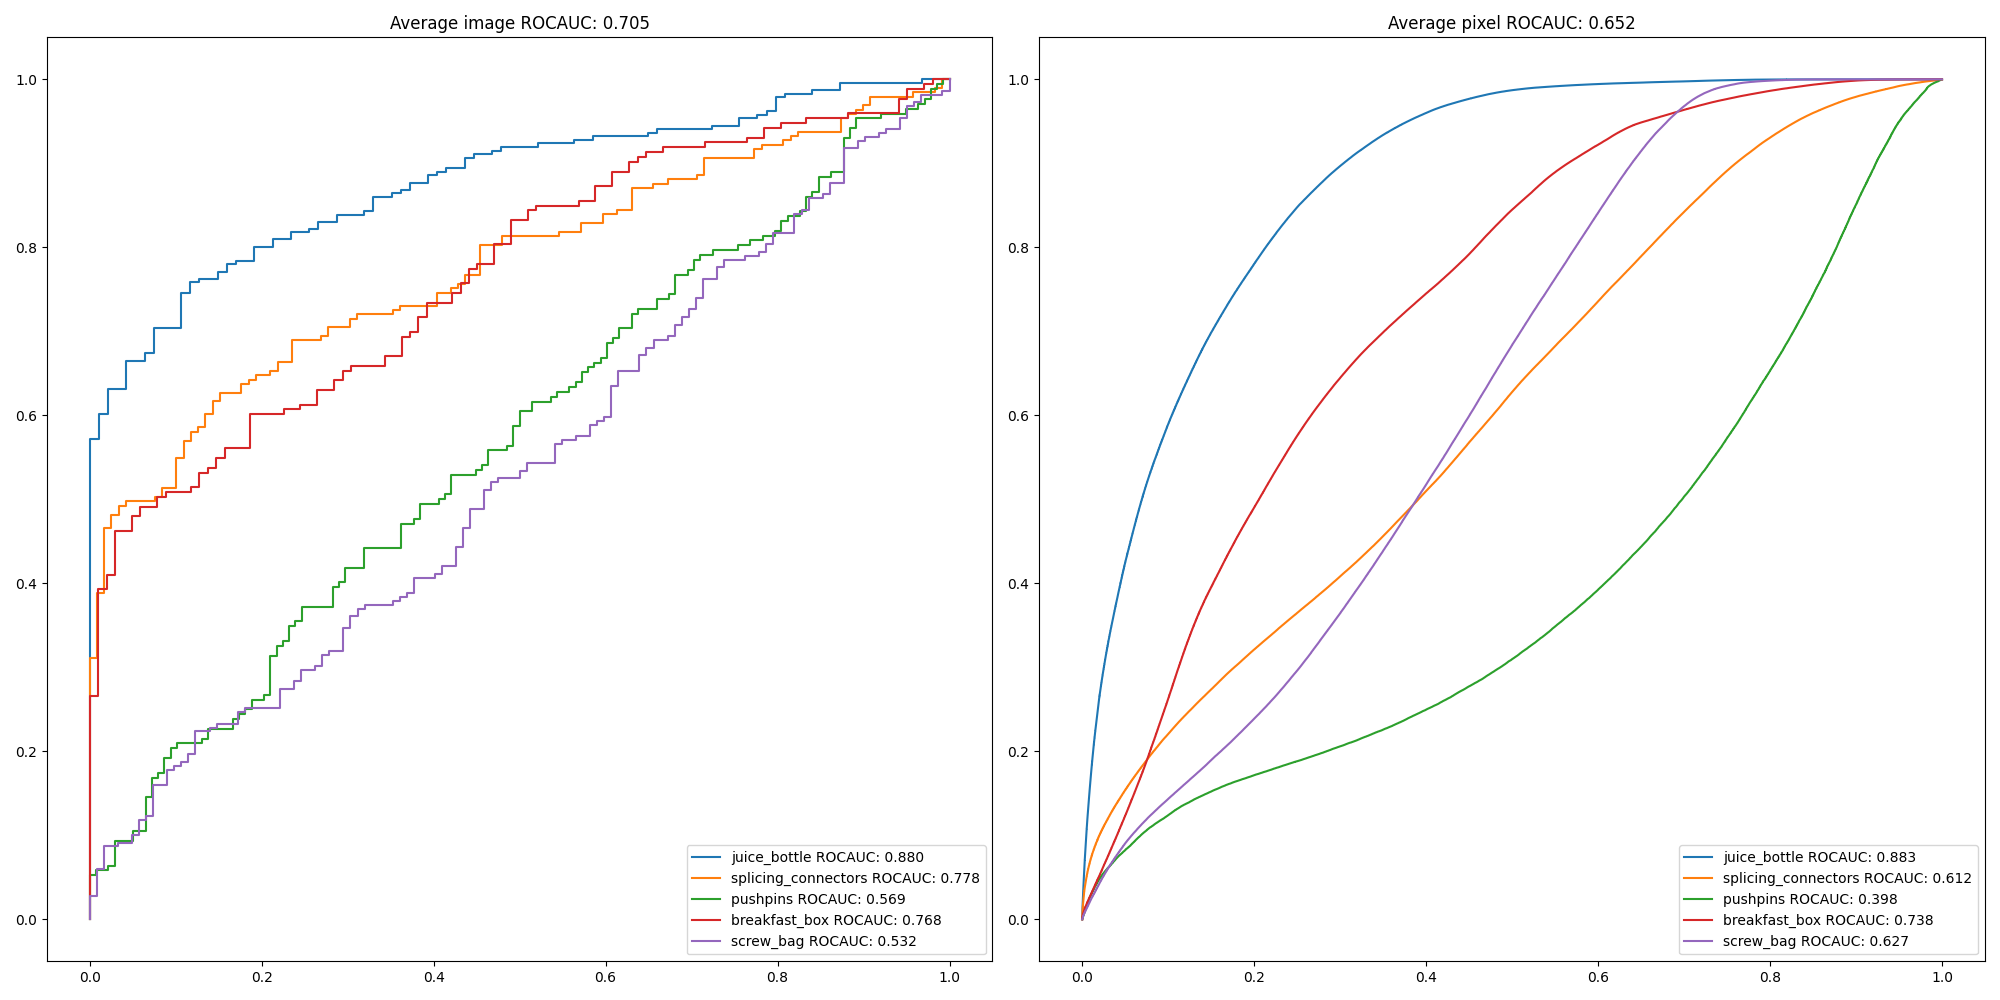 Average image ROCAUC: 0.705
1.0
0.8
0.6
0.4
0.2
0.0
0.0 0.2 0.4 0.6 0.8 1.0
juice_bottle ROCAUC: 0.880
splicing_connectors ROCAUC: 0.778
pushpins ROCAUC: 0.569
breakfast_box ROCAUC: 0.768
screw_bag ROCAUC: 0.532
Average pixel ROCAUC: 0.652
1.0
0.8
0.6
0.4
0.2
0.0
0.0 0.2 0.4 0.6 0.8 1.0
juice_bottle ROCAUC: 0.883
splicing_connectors ROCAUC: 0.612
pushpins ROCAUC: 0.398
breakfast_box ROCAUC: 0.738
screw_bag ROCAUC: 0.627